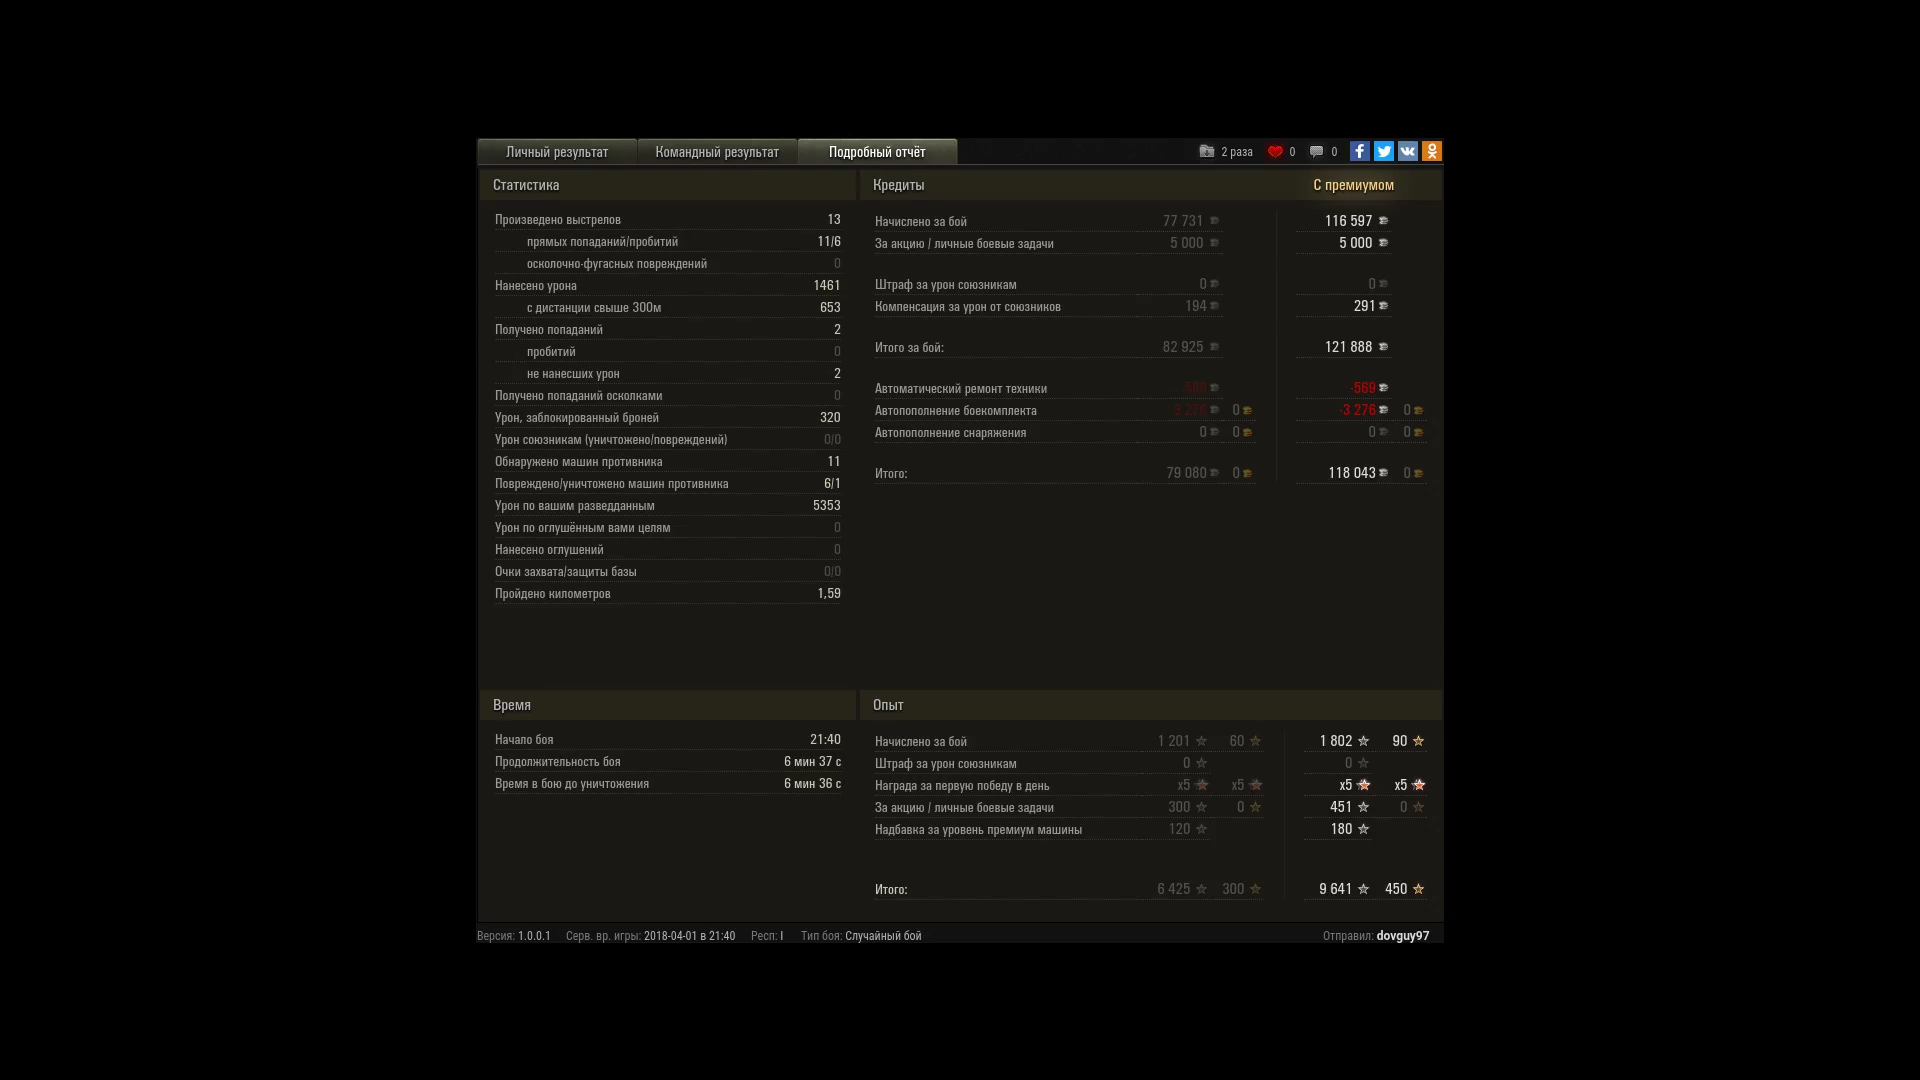 Личный результат Командный результат Подробный отчёт 2 раза 0 0
Статистика
Произведено выстрелов 13
прямых попаданий/пробитий 11/6
осколочно-фугасных повреждений 0
Нанесено урона 1461
с дистанции свыше 300м 653
Получено попаданий 2
пробитий 0
не нанесших урон 2
Получено попаданий осколками 0
Урон, заблокированный броней 320
Урон союзникам (уничтожено/повреждений) 0/0
Обнаружено машин противника 11
Повреждено/уничтожено машин противника 6/1
Урон по вашим разведданным 5353
Урон по оглушённым вами целям 0
Нанесено оглушений 0
Очки захвата/защиты базы 0/0
Пройдено километров 1,59
Кредиты С премиумом
Начислено за бой 77 731 116 597
За акцию / личные боевые задачи 5 000 5 000
Штраф за урон союзникам 0 0
Компенсация за урон от союзников 194 291
Итого за бой: 82 925 121 888
Автоматический ремонт техники -569
Автопополнение боекомплекта 0 -3 276 0
Автопополнение снаряжения 0 0 0 0
Итого: 79 080 0 118 043 0
Время
Начало боя 21:40
Продолжительность боя 6 мин 37 с
Время в бою до уничтожения 6 мин 36 с
Опыт
Начислено за бой 1 201 60 1 802 90
Штраф за урон союзникам 0 0
Награда за первую победу в день x5 x5 x5 x5
За акцию / личные боевые задачи 300 0 451 0
Надбавка за уровень премиум машины 120 180
Итого: 6 425 300 9 641 450
Версия: 1.0.0.1 Серв. вр. игры: 2018-04-01 в 21:40 Респ: I Тип боя: Случайный бой Отправил: dovguy97